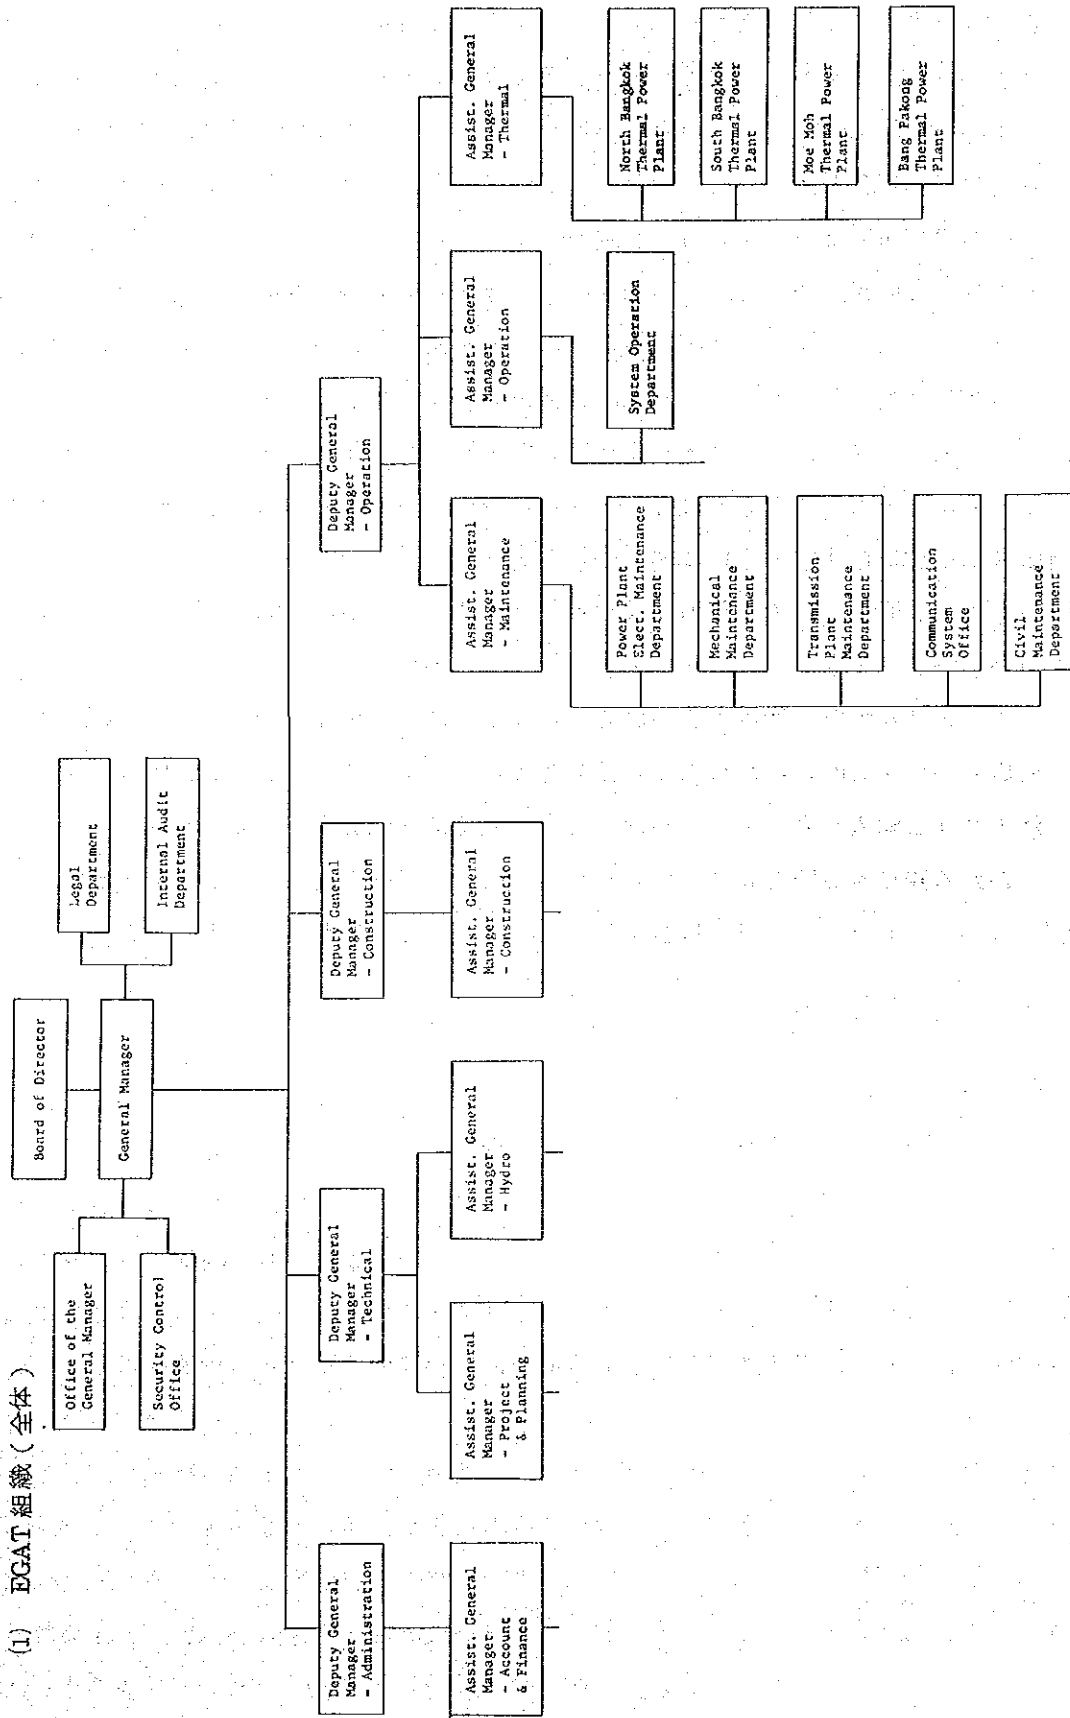 (1) EGAT 組織(全体)
Board of Director
General Manager
Office of the
General Manager
Security Control
Office
Legal
Department
Internal Audit
Department
Deputy General
Manager
- Administration
Deputy General
Manager
- Technical
Deputy General
Manager
- Construction
Deputy General
Manager
- Operation
Assist. General
Manager
- Account
& Finance
Assist. General
Manager
- Project
& Planning
Assist. General
Manager
- Hydro
Assist. General
Manager
- Construction
Assist. General
Manager
- Maintenance
Assist. General
Manager
- Operation
Assist. General
Manager
- Thermal
Power Plant
Elect. Maintenance
Department
Mechanical
Maintenance
Department
Transmission
Plant
Maintenance
Department
Communication
System
Office
Civil
Maintenance
Department
System Operation
Department
North Bangkok
Thermal Power
Plant
South Bangkok
Thermal Power
Plant
Moe Moh
Thermal Power
Plant
Bang Pakong
Thermal Power
Plant